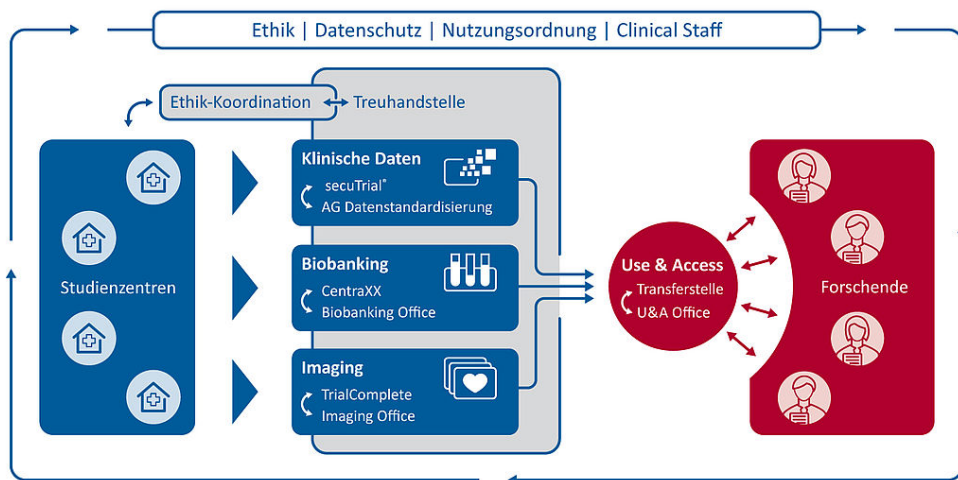 Ethik | Datenschutz | Nutzungsordnung | Clinical Staff
Ethik-Koordination
Treuhandstelle
Studienzentren
Klinische Daten
secuTrial®
AG Datenstandardisierung
Biobanking
CentraXX
Biobanking Office
Imaging
TrialComplete
Imaging Office
Use & Access
Transferstelle
U&A Office
Forschende